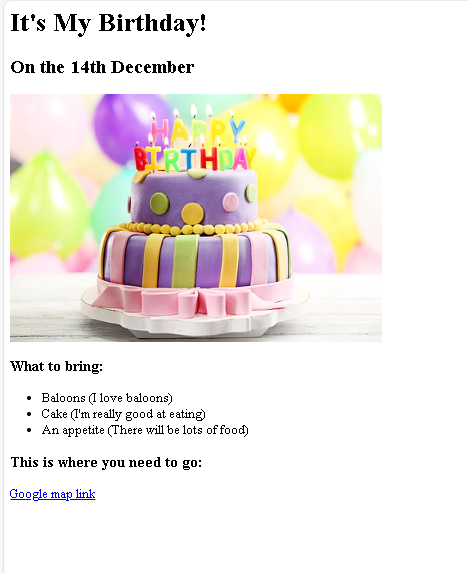 It's My Birthday!
On the 14th December
HAPPY
BIRTHDAY
What to bring:
Baloons (I love baloons)
Cake (I'm really good at eating)
An appetite (There will be lots of food)
This is where you need to go:
Google map link